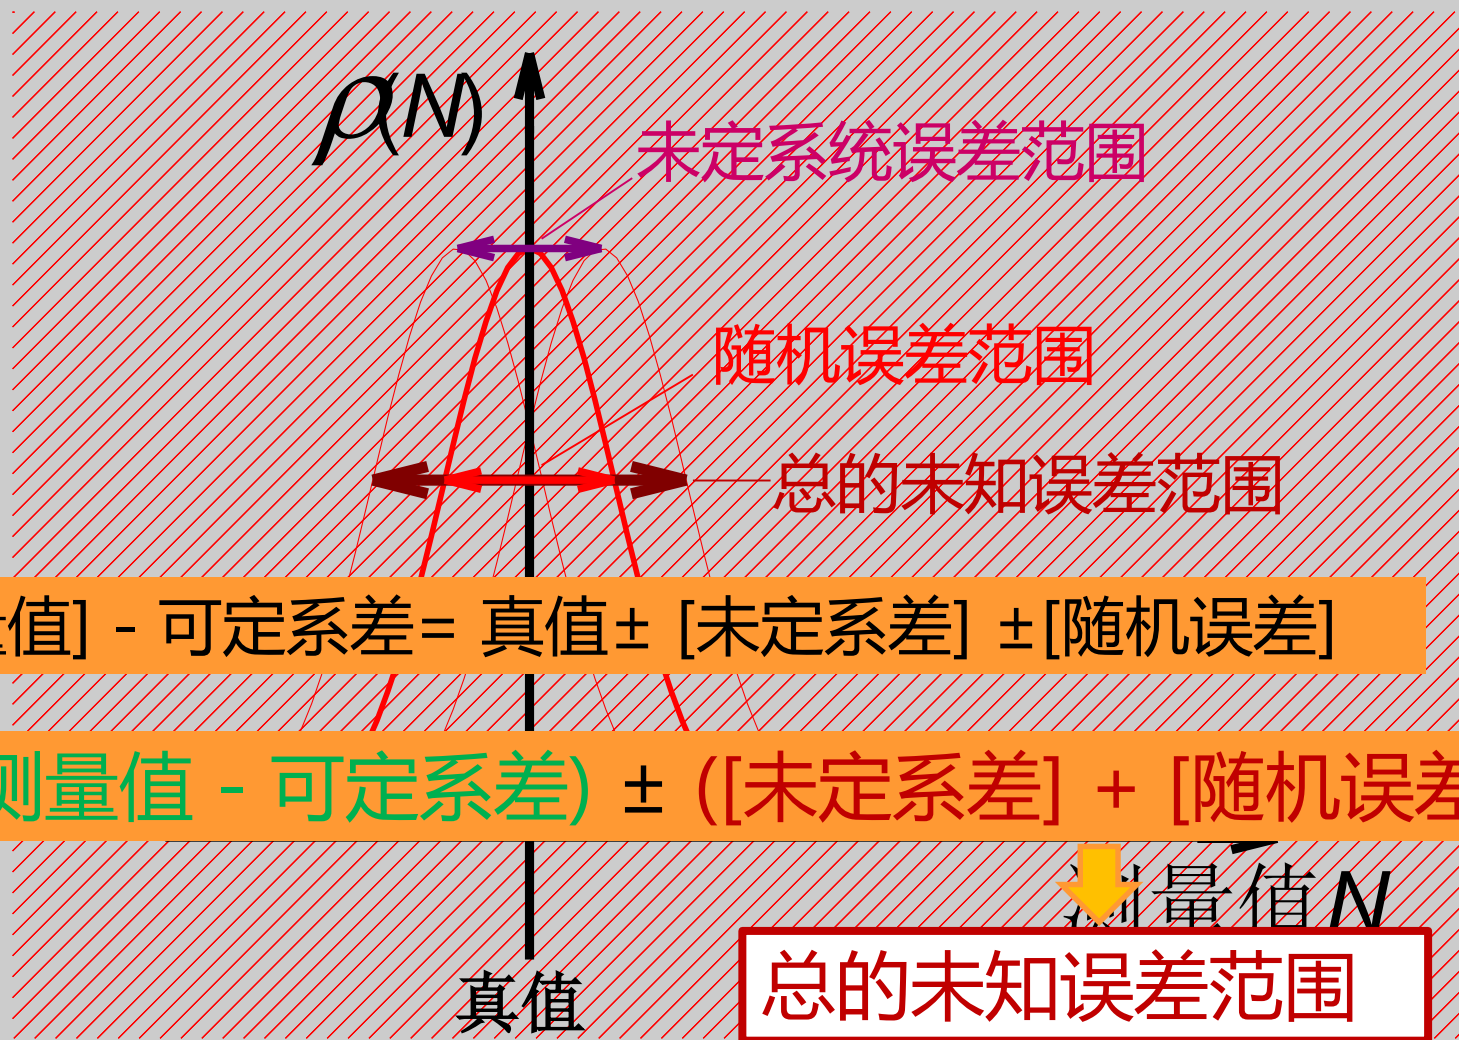 ρ(N)
未定系统误差范围
随机误差范围
总的未知误差范围
值] - 可定系差= 真值± [未定系差] ±[随机误差]
测量值 - 可定系差) ± ([未定系差] + [随机误差
测量值N
总的未知误差范围
真值